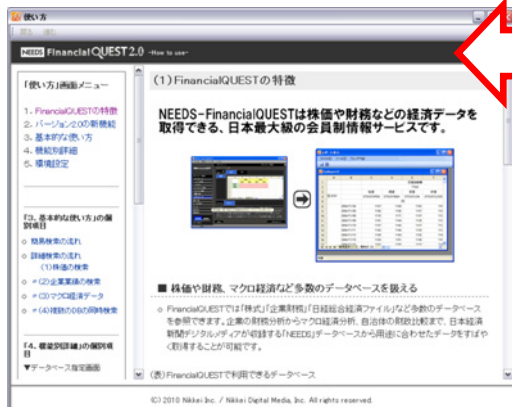 使い方
戻る 進む
NEEDS Financial QUEST 2.0 -How to use-
「使い方」画面メニュー
1. FinancialQUESTの特徴
2. バージョン2.0の新機能
3. 基本的な使い方
4. 機能別詳細
5. 環境設定
「3. 基本的な使い方」の個
別項目
簡易検索の流れ
詳細検索の流れ
(1)株価の検索
〃(2)企業業績の検索
〃(3)マクロ経済データ
〃(4)複数のDBの同時検索
「4. 機能別詳細」の個別項
目
▼データベース指定画面
(1)FinancialQUESTの特徴
NEEDS-FinancialQUESTは株価や財務などの経済データを
取得できる、日本最大級の会員制情報サービスです。
■ 株価や財務、マクロ経済など多数のデータベースを扱える
FinancialQUESTでは「株式」「企業財務」「日経総合経済ファイル」など多数のデータベース
を参照できます。企業の財務分析からマクロ経済分析、自治体の財政比較まで、日本経済
新聞デジタルメディアが収録する「NEEDS」データベースから用途に合わせたデータをすばや
く取得することが可能です。
(表)FinancialQUESTで利用できるデータベース
(C) 2010 Nikkei Inc. / Nikkei Digital Media, Inc. All rights reserved.